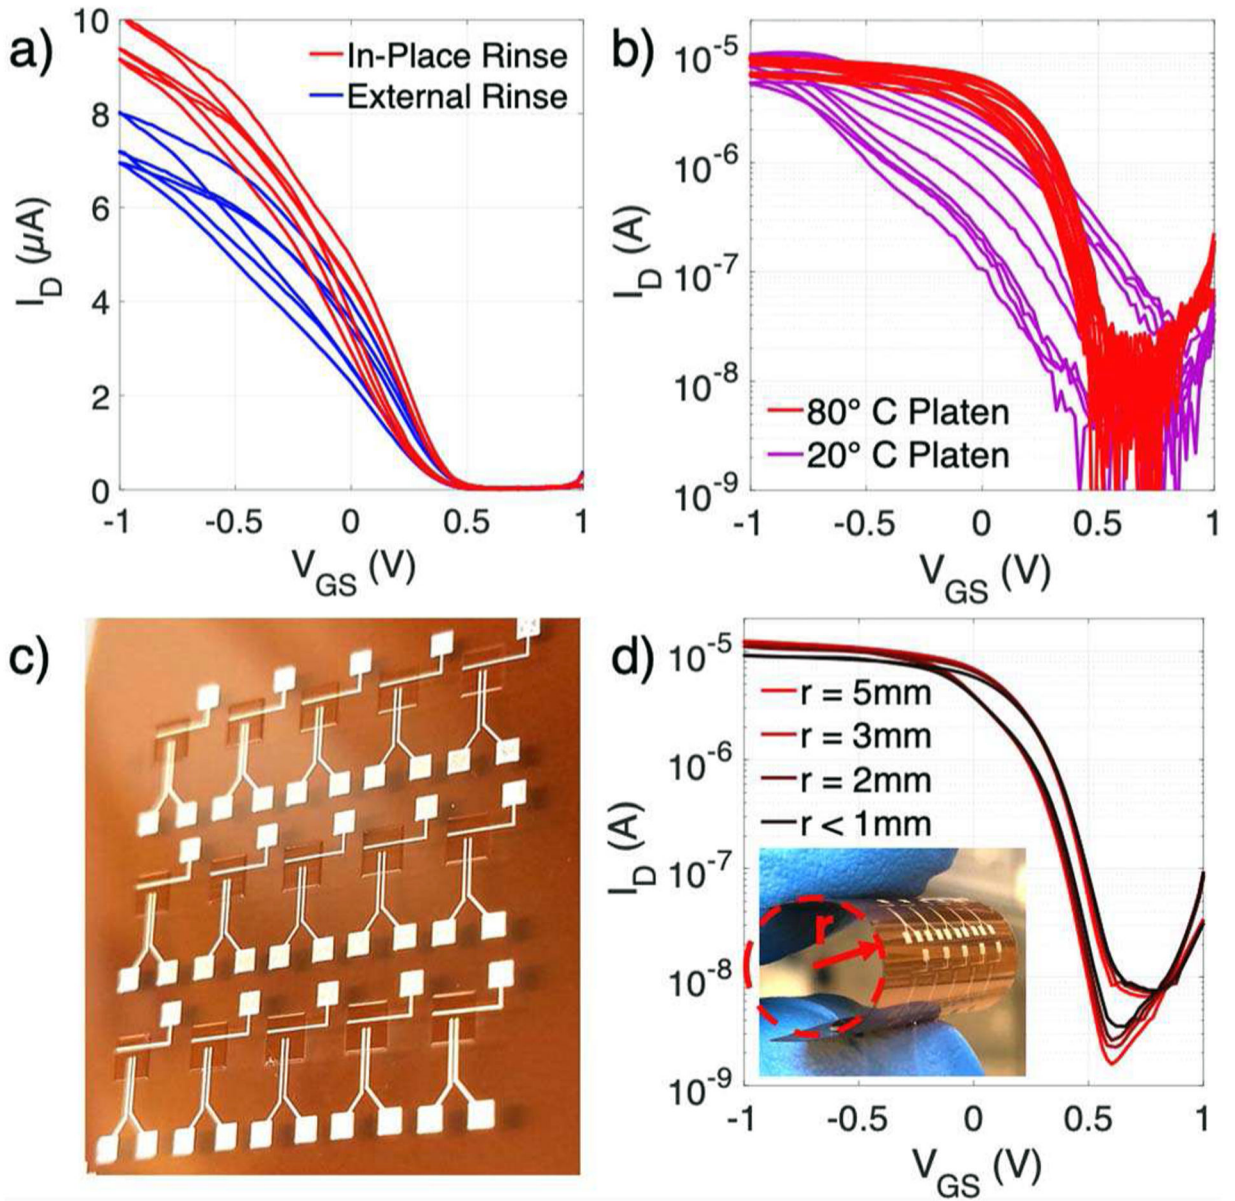 a)
10
8
6
4
2
0
I_D (μA)
In-Place Rinse
External Rinse
-1 -0.5 0 0.5 1
V_GS (V)
b)
10^-5
10^-6
10^-7
10^-8
10^-9
I_D (A)
80° C Platen
20° C Platen
-1 -0.5 0 0.5 1
V_GS (V)
c)
d)
10^-5
10^-6
10^-7
10^-8
10^-9
I_D (A)
r = 5mm
r = 3mm
r = 2mm
r < 1mm
r
-1 -0.5 0 0.5 1
V_GS (V)